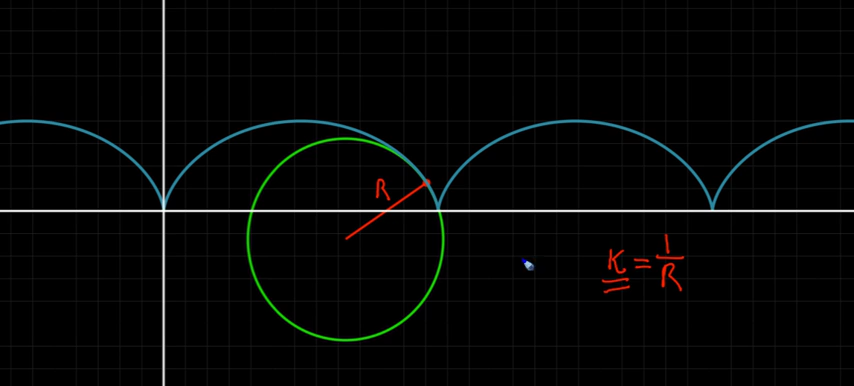 R
K = 1/R